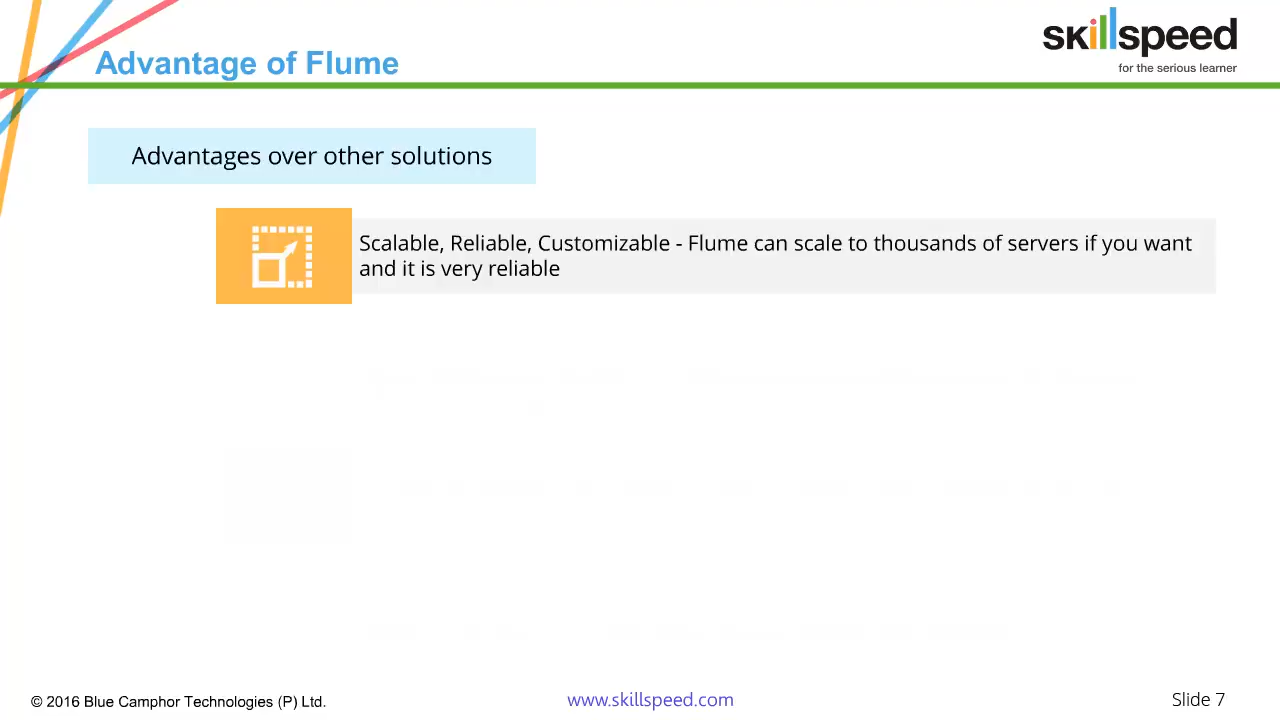 skillspeed
for the serious learner
Advantage of Flume
Advantages over other solutions
Scalable, Reliable, Customizable - Flume can scale to thousands of servers if you want
and it is very reliable
© 2016 Blue Camphor Technologies (P) Ltd.
www.skillspeed.com
Slide 7